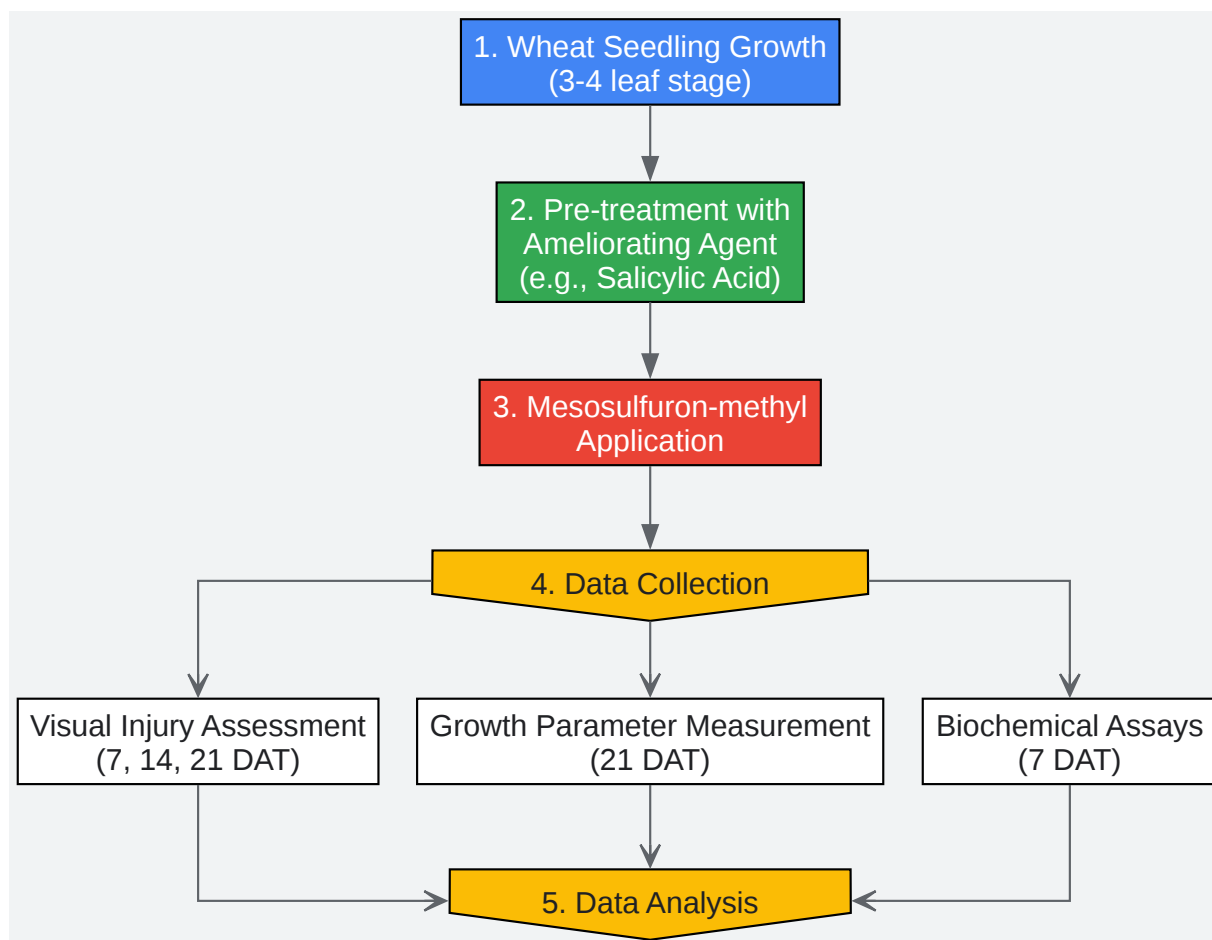 1. Wheat Seedling Growth
(3-4 leaf stage)
2. Pre-treatment with
Ameliorating Agent
(e.g., Salicylic Acid)
3. Mesosulfuron-methyl
Application
4. Data Collection
Visual Injury Assessment
(7, 14, 21 DAT)
Growth Parameter Measurement
(21 DAT)
Biochemical Assays
(7 DAT)
5. Data Analysis